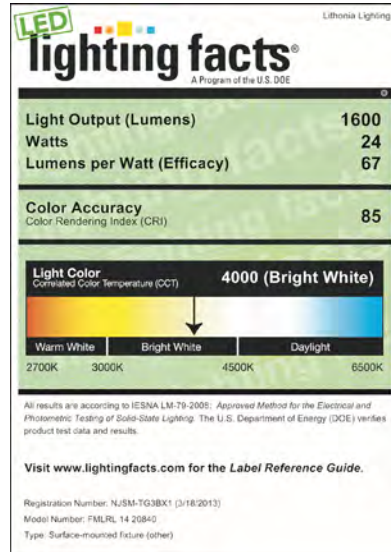 LED
Lithonia Lighting
lighting facts®
A Program of the U.S. DOE
Light Output (Lumens) 1600
Watts 24
Lumens per Watt (Efficacy) 67
Color Accuracy
Color Rendering Index (CRI) 85
Light Color
Correlated Color Temperature (CCT) 4000 (Bright White)
Warm White Bright White Daylight
2700K 3000K 4500K 6500K
All results are according to IESNA LM-79-2008: Approved Method for the Electrical and
Photometric Testing of Solid-State Lighting. The U.S. Department of Energy (DOE) verifies
product test data and results.
Visit www.lightingfacts.com for the Label Reference Guide.
Registration Number: NJSM-TG3BX1 (3/18/2013)
Model Number: FMLRL 14 20840
Type: Surface-mounted fixture (other)